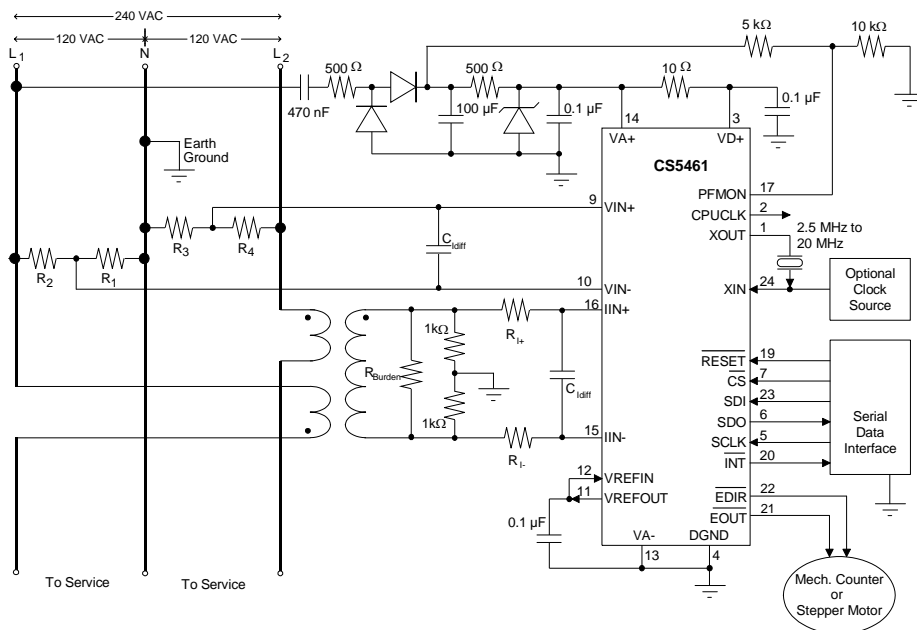 240 VAC
120 VAC
120 VAC
L1
N
L2
5 kΩ
10 kΩ
500 Ω
500 Ω
10 Ω
470 nF
100 µF
0.1 µF
0.1 µF
Earth
Ground
14
3
VA+
VD+
CS5461
PFMON
17
CPUCLK
2
XOUT
1
2.5 MHz to
20 MHz
XIN
24
Optional
Clock
Source
9
VIN+
R3
R4
CIdiff
R2
R1
10
VIN-
16
IIN+
RI+
1kΩ
RBurden
CIdiff
1kΩ
15
IIN-
RI-
RESET
19
CS
7
SDI
23
SDO
6
SCLK
5
INT
20
Serial
Data
Interface
12
VREFIN
11
VREFOUT
EDIR
22
EOUT
21
0.1 µF
VA-
DGND
13
4
To Service
To Service
Mech. Counter
or
Stepper Motor